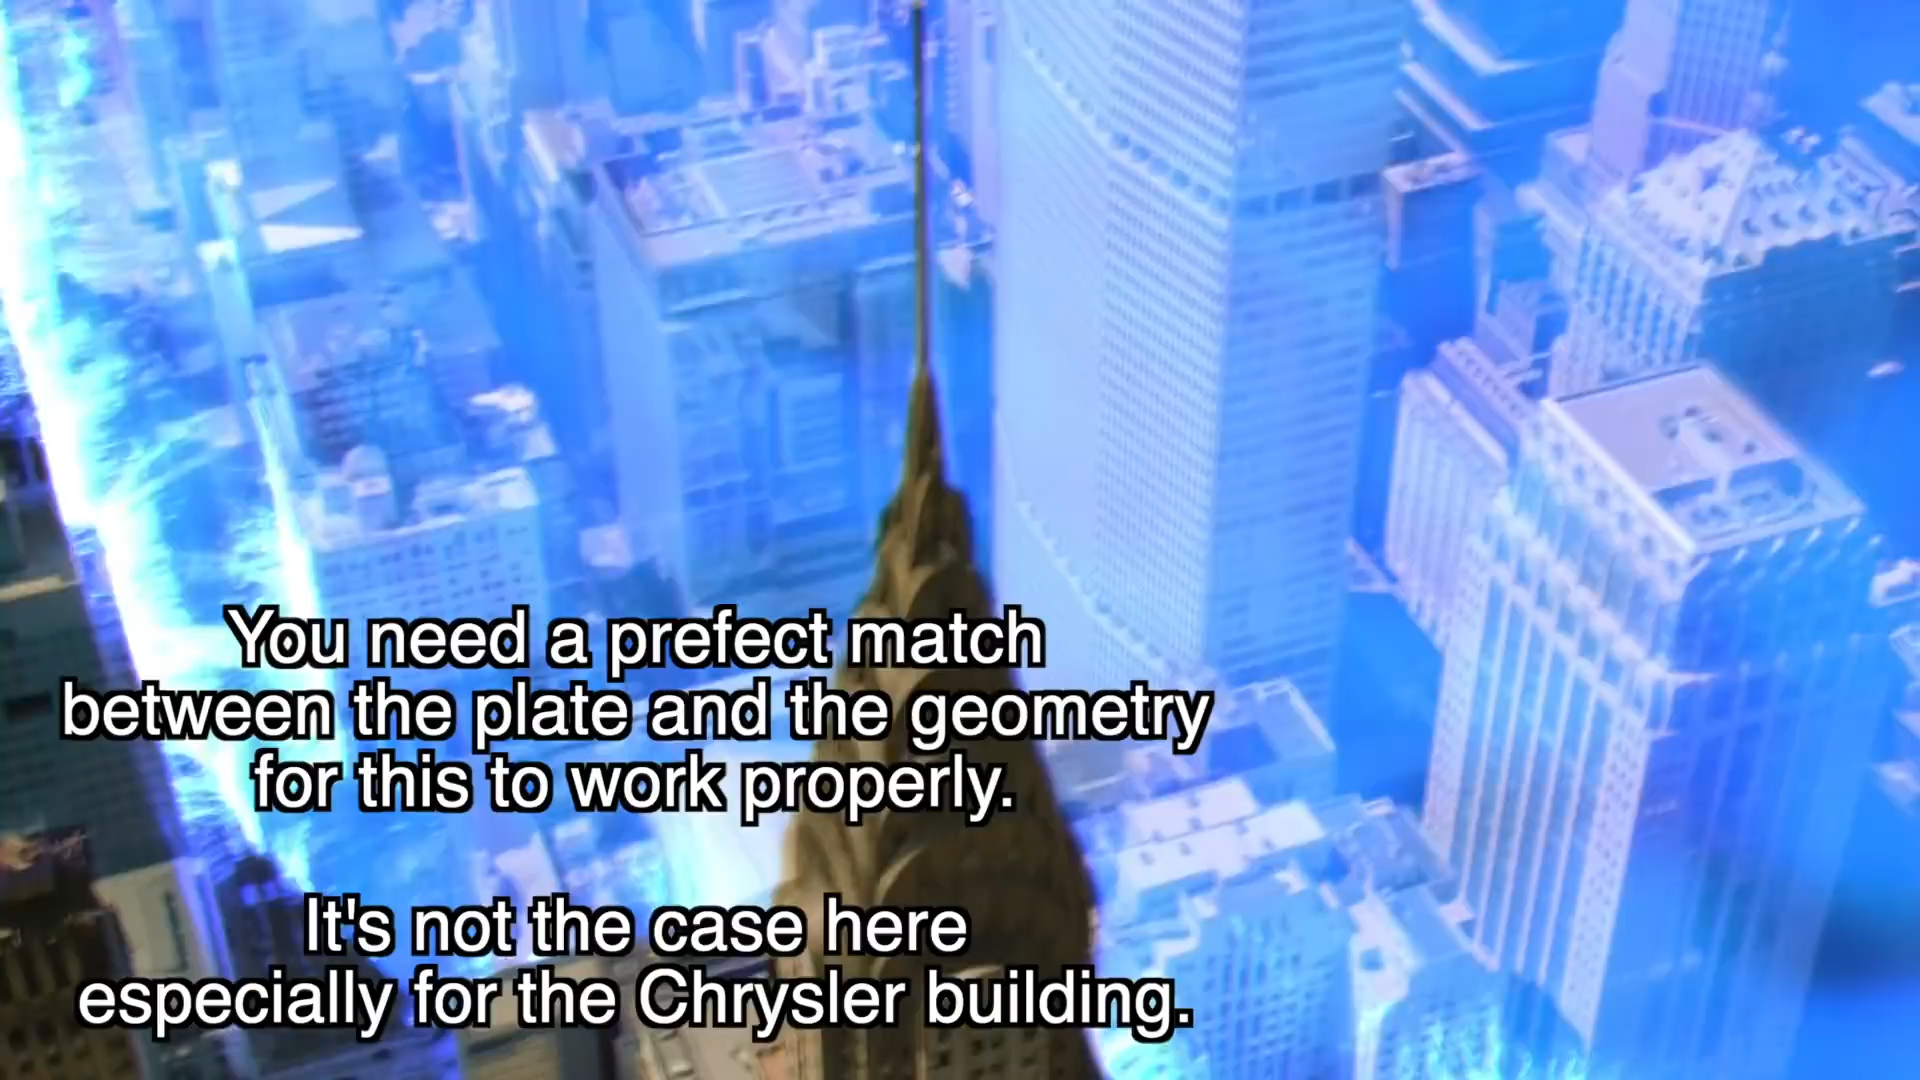 You need a prefect match
between the plate and the geometry
for this to work properly.
It's not the case here
especially for the Chrysler building.